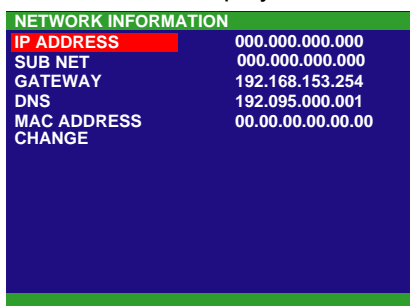 NETWORK INFORMATION
IP ADDRESS 000.000.000.000
SUB NET 000.000.000.000
GATEWAY 192.168.153.254
DNS 192.095.000.001
MAC ADDRESS 00.00.00.00.00.00
CHANGE